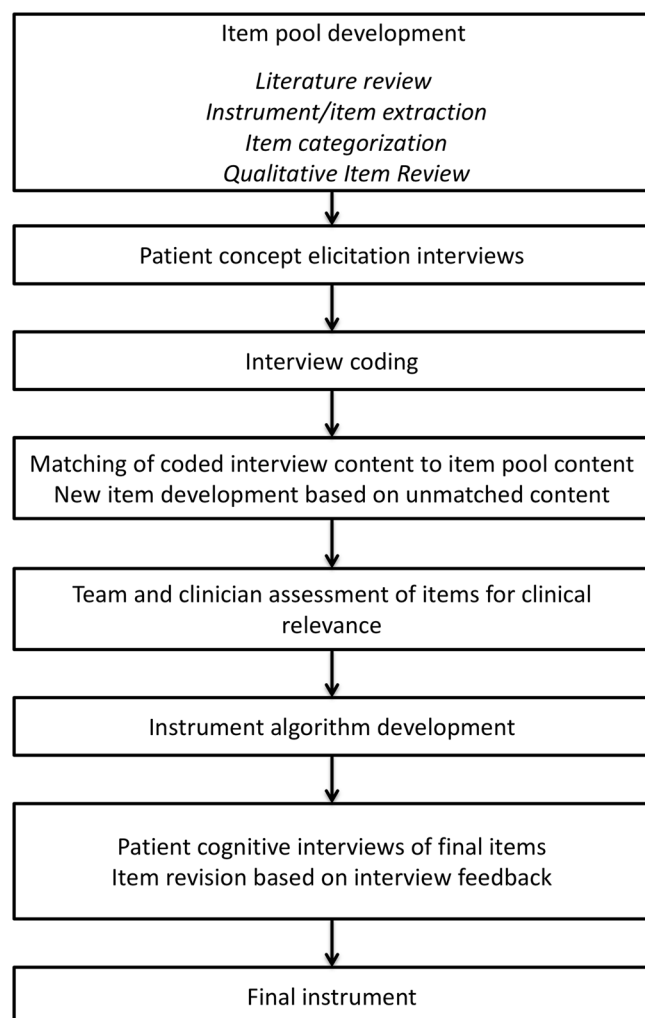 Item pool development
Literature review
Instrument/item extraction
Item categorization
Qualitative Item Review
Patient concept elicitation interviews
Interview coding
Matching of coded interview content to item pool content
New item development based on unmatched content
Team and clinician assessment of items for clinical
relevance
Instrument algorithm development
Patient cognitive interviews of final items
Item revision based on interview feedback
Final instrument